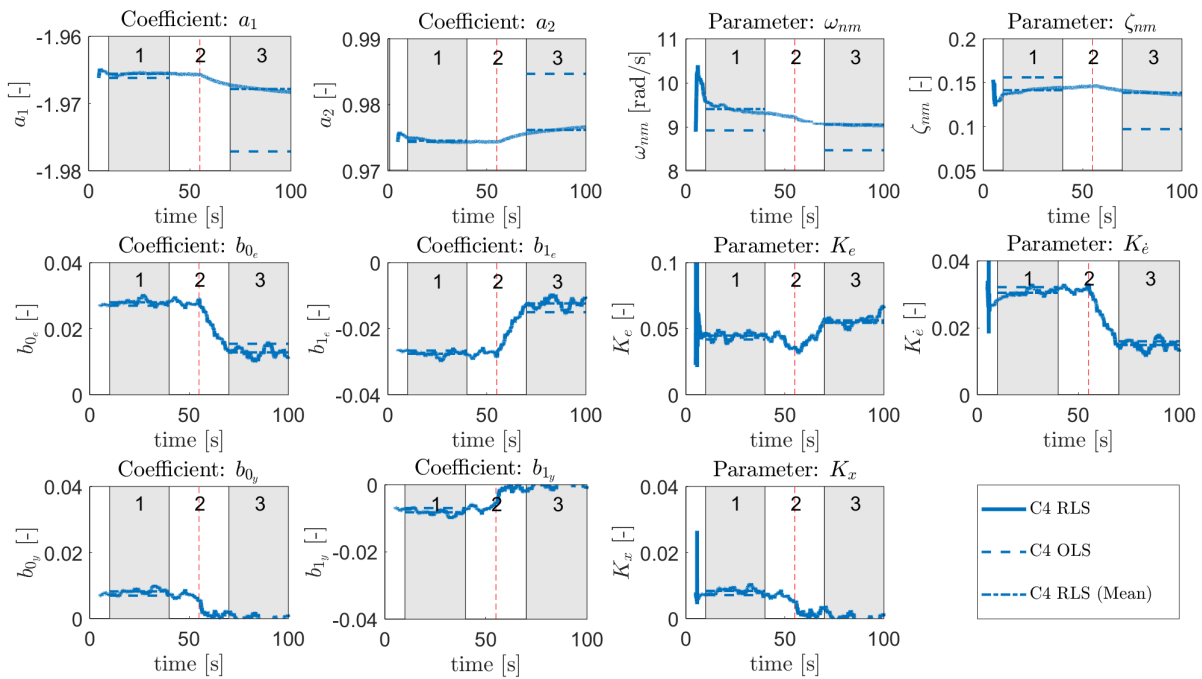 Coefficient: a₁
-1.96
-1.97
-1.98
a₁ [-]
1
2
3
0
50
100
time [s]
Coefficient: a₂
0.99
0.98
0.97
a₂ [-]
1
2
3
0
50
100
time [s]
Parameter: ωₙₘ
11
10
9
8
ωₙₘ [rad/s]
1
2
3
0
50
100
time [s]
Parameter: ζₙₘ
0.2
0.15
0.1
0.05
ζₙₘ [-]
1
2
3
0
50
100
time [s]
Coefficient: b₀ₑ
0.04
0.02
0
b₀ₑ [-]
1
2
3
0
50
100
time [s]
Coefficient: b₁ₑ
0
-0.02
-0.04
b₁ₑ [-]
1
2
3
0
50
100
time [s]
Parameter: Kₑ
0.1
0.05
0
Kₑ [-]
1
2
3
0
50
100
time [s]
Parameter: K_ė
0.04
0.02
0
K_ė [-]
1
2
3
0
50
100
time [s]
Coefficient: b₀_y
0.04
0.02
0
b₀_y [-]
1
2
3
0
50
100
time [s]
Coefficient: b₁_y
0
-0.02
-0.04
b₁_y [-]
1
2
3
0
50
100
time [s]
Parameter: Kₓ
0.04
0.02
0
Kₓ [-]
1
2
3
0
50
100
time [s]
C4 RLS
C4 OLS
C4 RLS (Mean)